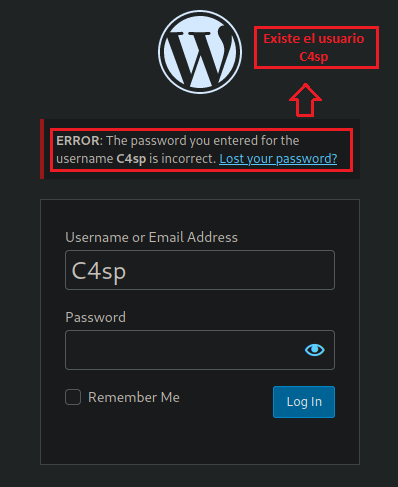 Existe el usuario
C4sp
ERROR: The password you entered for the
username C4sp is incorrect. Lost your password?
Username or Email Address
C4sp
Password
Remember Me
Log In